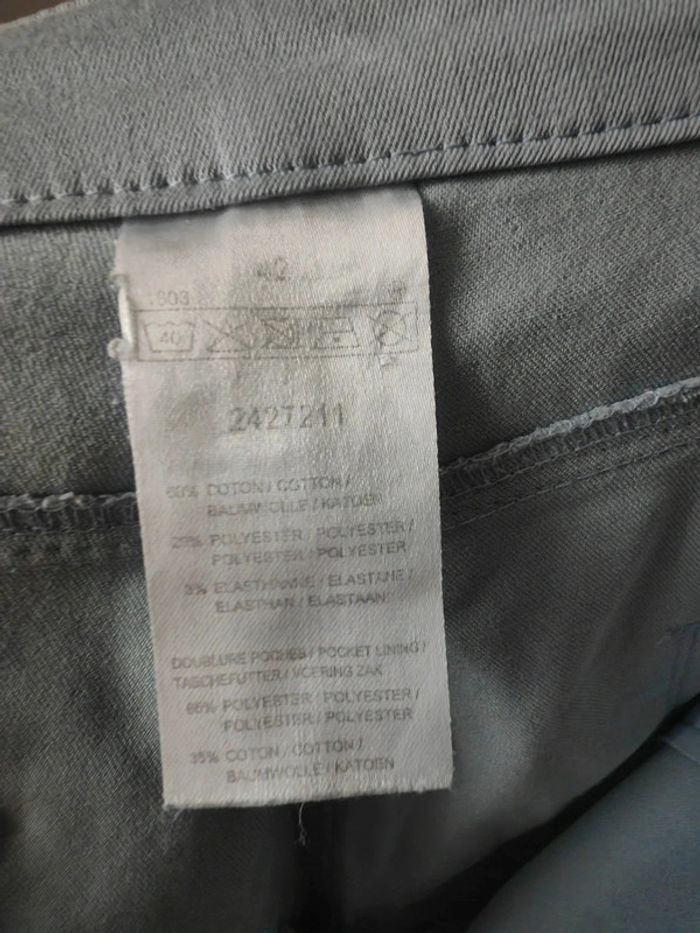 42
40
2427211
COTON / COTTON /
BAUMWOLLE / KATOEN
POLYESTER / POLYESTER /
POLYESTER / POLYESTER
3% ELASTHANNE / ELASTANE /
ELASTHAN / ELASTAAN
DOUBLURE POCHES / POCKET LINING /
TASCHEFUTTER / VOERING ZAK
65% POLYESTER / POLYESTER /
POLYESTER / POLYESTER
35% COTON / COTTON /
BAUMWOLLE / KATOEN